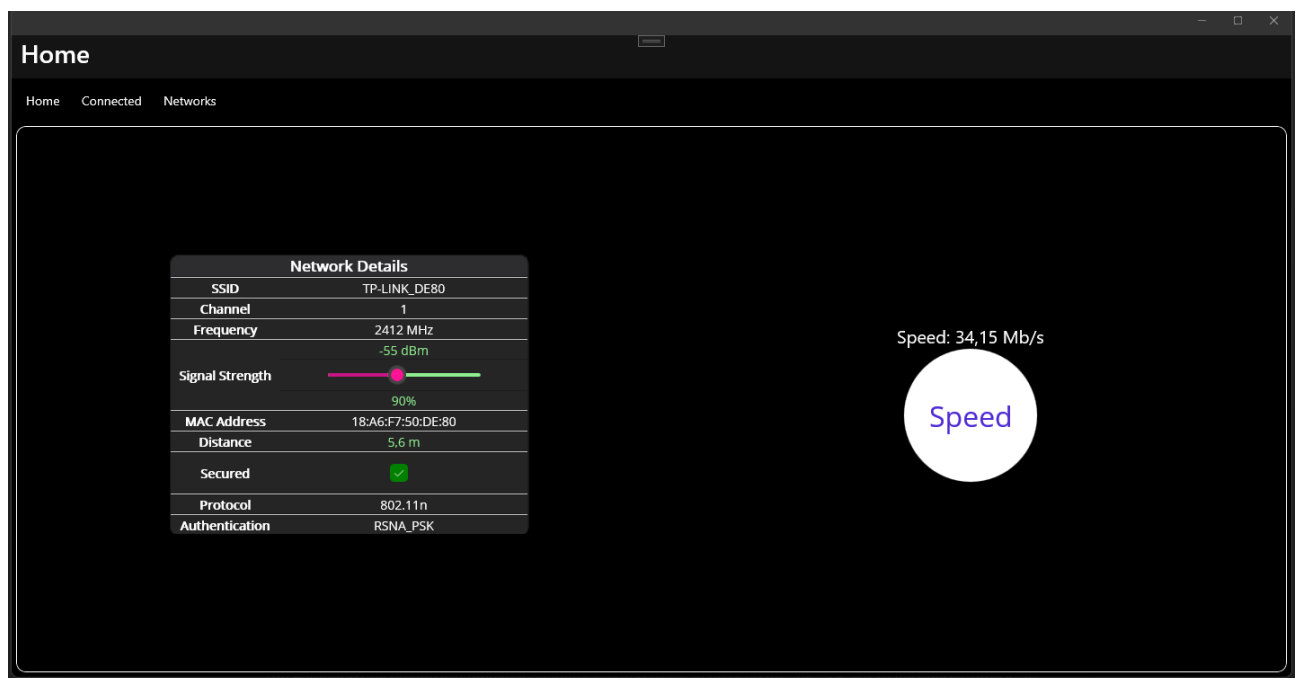 Home
Home Connected Networks
Network Details
SSID TP-LINK_DE80
Channel 1
Frequency 2412 MHz
-55 dBm
Signal Strength
90%
MAC Address 18:A6:F7:50:DE:80
Distance 5,6 m
Secured
Protocol 802.11n
Authentication RSNA_PSK
Speed: 34,15 Mb/s
Speed